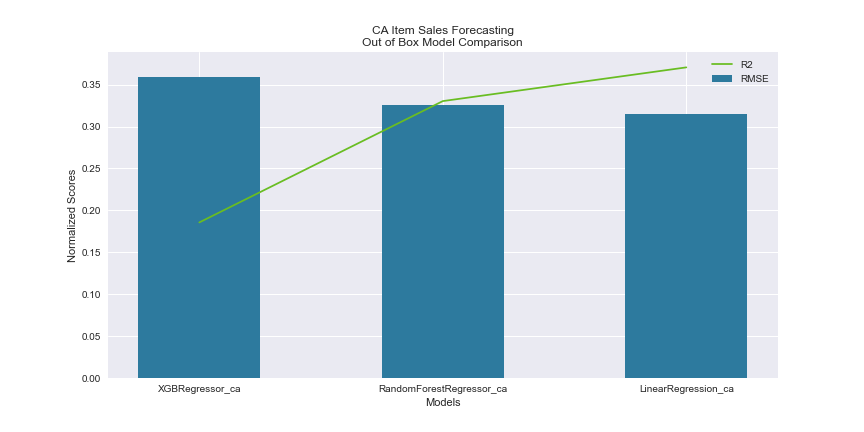 CA Item Sales Forecasting
Out of Box Model Comparison
R2
RMSE
Normalized Scores
0.35
0.30
0.25
0.20
0.15
0.10
0.05
0.00
XGBRegressor_ca
RandomForestRegressor_ca
LinearRegression_ca
Models